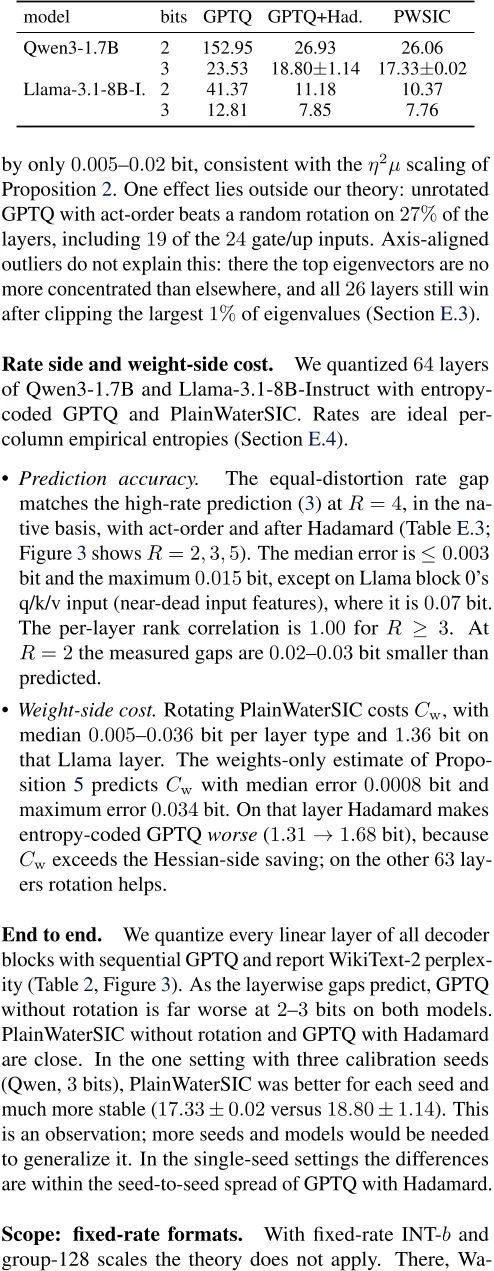 model bits GPTQ GPTQ+Had. PWSIC
Qwen3-1.7B 2 152.95 26.93 26.06
3 23.53 18.80±1.14 17.33±0.02
Llama-3.1-8B-I. 2 41.37 11.18 10.37
3 12.81 7.85 7.76
by only 0.005–0.02 bit, consistent with the η²μ scaling of
Proposition 2. One effect lies outside our theory: unrotated
GPTQ with act-order beats a random rotation on 27% of the
layers, including 19 of the 24 gate/up inputs. Axis-aligned
outliers do not explain this: there the top eigenvectors are no
more concentrated than elsewhere, and all 26 layers still win
after clipping the largest 1% of eigenvalues (Section E.3).
Rate side and weight-side cost. We quantized 64 layers
of Qwen3-1.7B and Llama-3.1-8B-Instruct with entropy-
coded GPTQ and PlainWaterSIC. Rates are ideal per-
column empirical entropies (Section E.4).
• Prediction accuracy. The equal-distortion rate gap
matches the high-rate prediction (3) at R = 4, in the na-
tive basis, with act-order and after Hadamard (Table E.3;
Figure 3 shows R = 2, 3, 5). The median error is ≤ 0.003
bit and the maximum 0.015 bit, except on Llama block 0's
q/k/v input (near-dead input features), where it is 0.07 bit.
The per-layer rank correlation is 1.00 for R ≥ 3. At
R = 2 the measured gaps are 0.02–0.03 bit smaller than
predicted.
• Weight-side cost. Rotating PlainWaterSIC costs C_w, with
median 0.005–0.036 bit per layer type and 1.36 bit on
that Llama layer. The weights-only estimate of Propo-
sition 5 predicts C_w with median error 0.0008 bit and
maximum error 0.034 bit. On that layer Hadamard makes
entropy-coded GPTQ worse (1.31 → 1.68 bit), because
C_w exceeds the Hessian-side saving; on the other 63 lay-
ers rotation helps.
End to end. We quantize every linear layer of all decoder
blocks with sequential GPTQ and report WikiText-2 perplex-
ity (Table 2, Figure 3). As the layerwise gaps predict, GPTQ
without rotation is far worse at 2–3 bits on both models.
PlainWaterSIC without rotation and GPTQ with Hadamard
are close. In the one setting with three calibration seeds
(Qwen, 3 bits), PlainWaterSIC was better for each seed and
much more stable (17.33 ± 0.02 versus 18.80 ± 1.14). This
is an observation; more seeds and models would be needed
to generalize it. In the single-seed settings the differences
are within the seed-to-seed spread of GPTQ with Hadamard.
Scope: fixed-rate formats. With fixed-rate INT-b and
group-128 scales the theory does not apply. There, Wa-